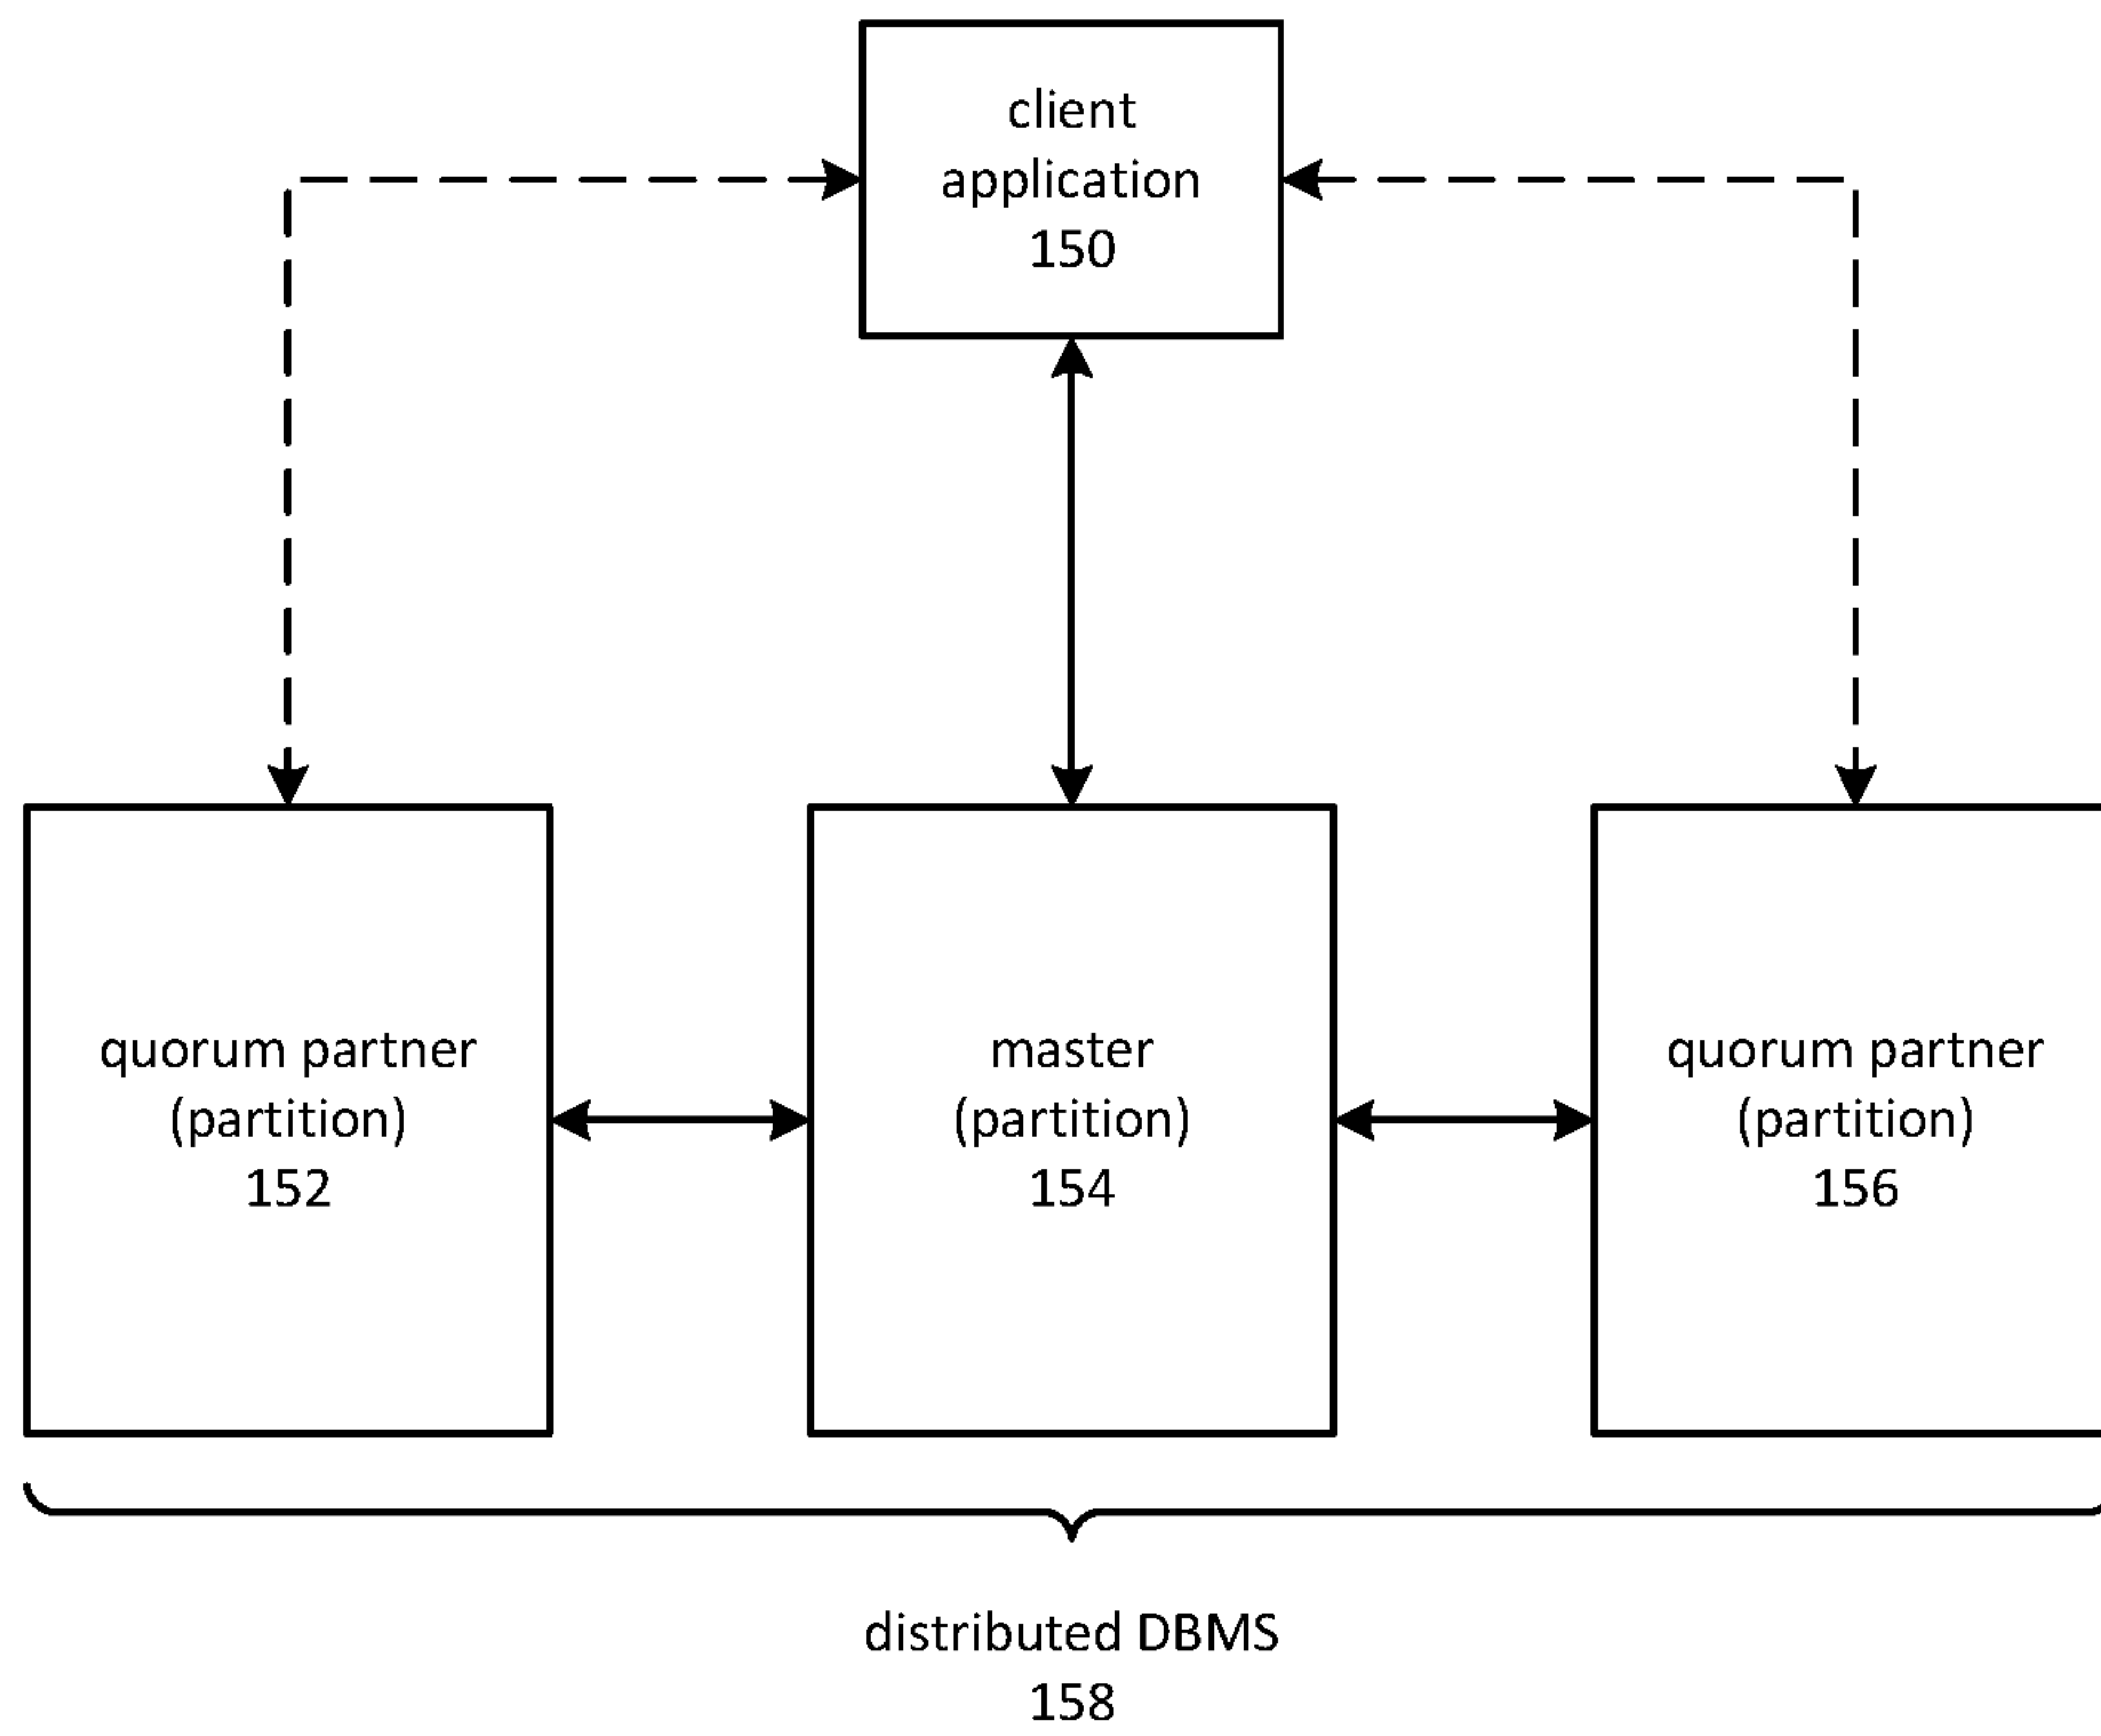 client
application
150
quorum partner
(partition)
152
master
(partition)
154
quorum partner
(partition)
156
distributed DBMS
158